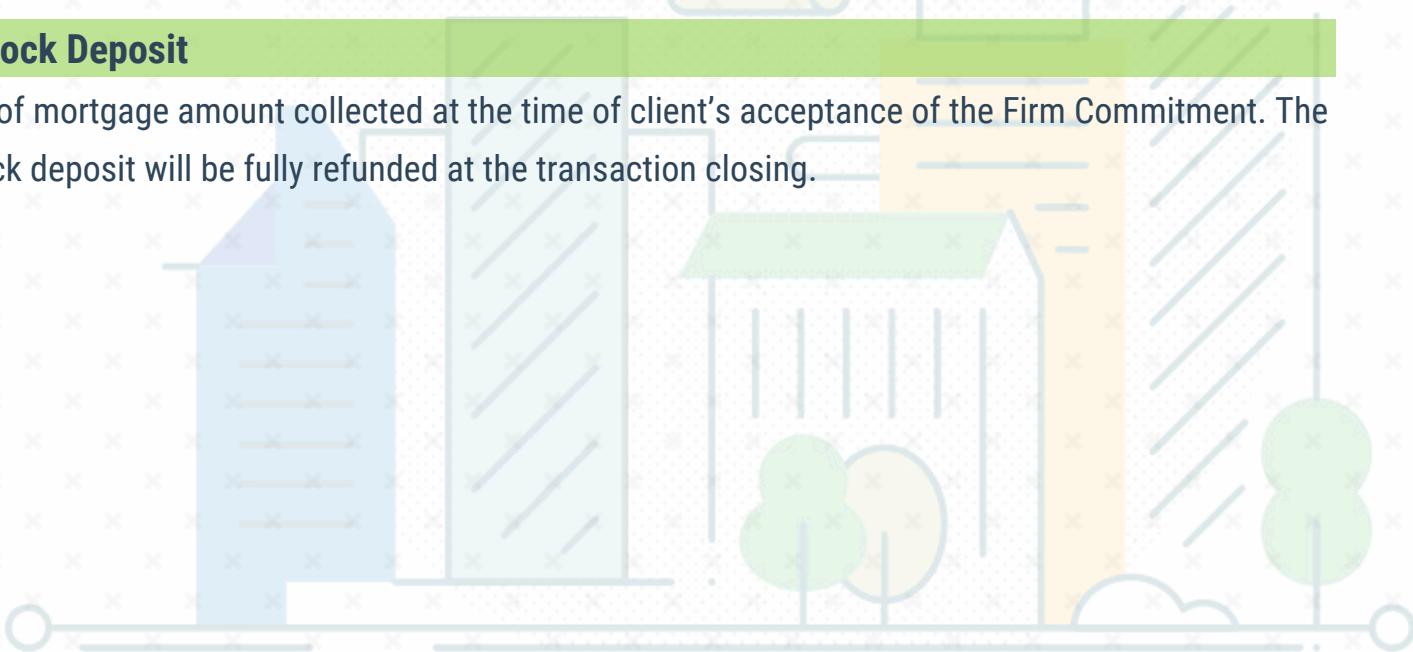 ock Deposit
of mortgage amount collected at the time of client’s acceptance of the Firm Commitment. The
ck deposit will be fully refunded at the transaction closing.